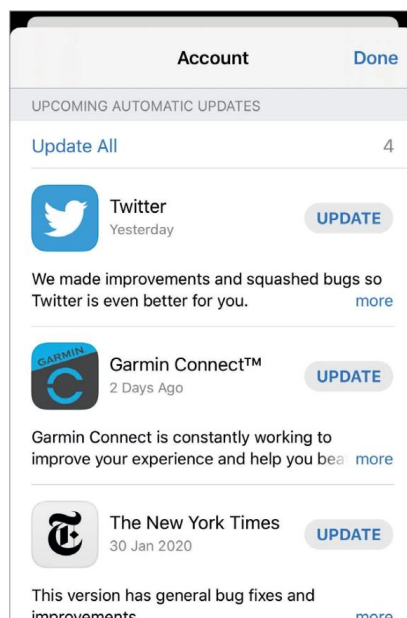 Account
Done
UPCOMING AUTOMATIC UPDATES
Update All
4
Twitter
UPDATE
Yesterday
We made improvements and squashed bugs so
Twitter is even better for you.
more
GARMIN
Garmin Connect™
UPDATE
2 Days Ago
Garmin Connect is constantly working to
improve your experience and help you bea
more
The New York Times
UPDATE
30 Jan 2020
This version has general bug fixes and
improvements
more